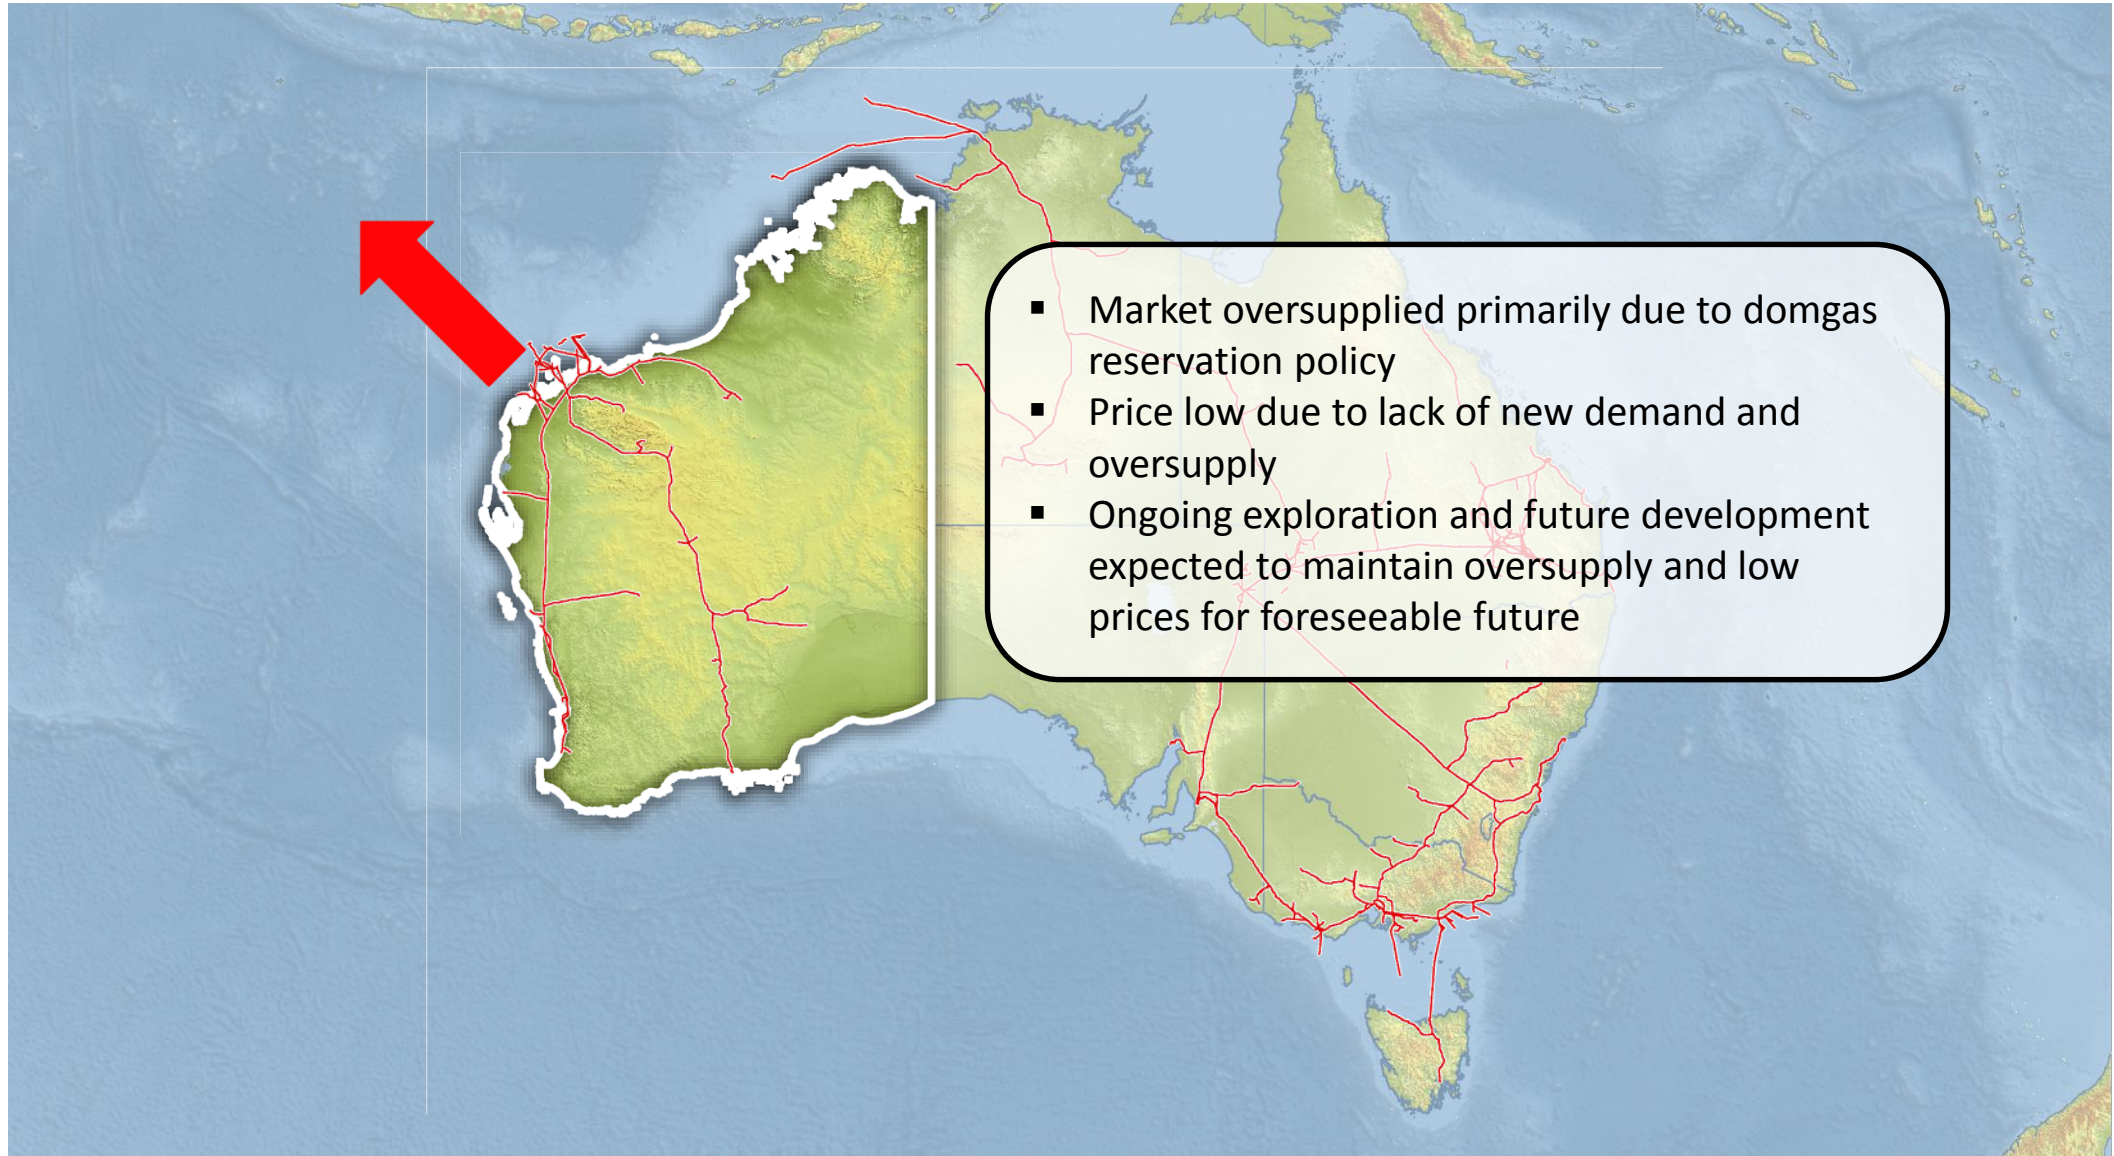 ▪ Market oversupplied primarily due to domgas
reservation policy
▪ Price low due to lack of new demand and
oversupply
▪ Ongoing exploration and future development
expected to maintain oversupply and low
prices for foreseeable future